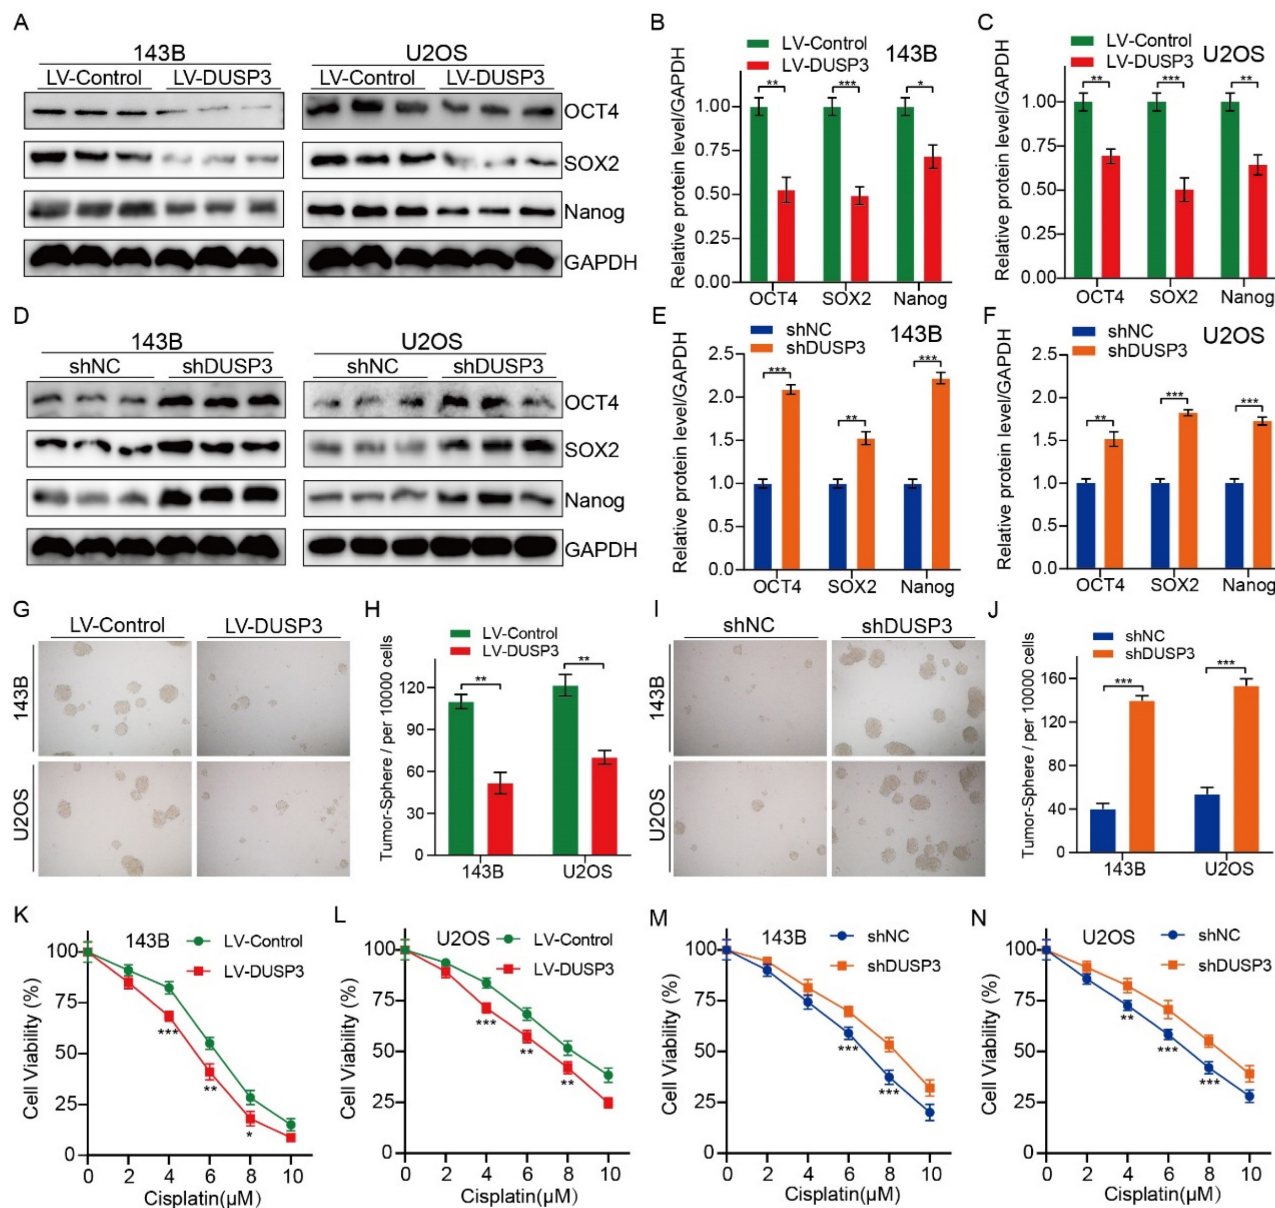 A
143B
LV-Control LV-DUSP3
U2OS
LV-Control LV-DUSP3
OCT4
SOX2
Nanog
GAPDH
B
LV-Control
LV-DUSP3
143B
Relative protein level/GAPDH
1.00
0.75
0.50
0.25
0.00
** *** *
OCT4 SOX2 Nanog
C
LV-Control
LV-DUSP3
U2OS
Relative protein level/GAPDH
1.00
0.75
0.50
0.25
0.00
** *** **
OCT4 SOX2 Nanog
D
143B
shNC shDUSP3
U2OS
shNC shDUSP3
OCT4
SOX2
Nanog
GAPDH
E
shNC
shDUSP3
143B
Relative protein level/GAPDH
2.5
2.0
1.5
1.0
0.5
0.0
*** ** ***
OCT4 SOX2 Nanog
F
shNC
shDUSP3
U2OS
Relative protein level/GAPDH
2.5
2.0
1.5
1.0
0.5
0.0
** *** ***
OCT4 SOX2 Nanog
G
LV-Control LV-DUSP3
143B
U2OS
H
LV-Control
LV-DUSP3
Tumor-Sphere / per 10000 cells
120
90
60
30
0
** **
143B U2OS
I
shNC shDUSP3
143B
U2OS
J
shNC
shDUSP3
Tumor-Sphere / per 10000 cells
160
120
80
40
0
*** ***
143B U2OS
K
143B
LV-Control
LV-DUSP3
Cell Viability (%)
100
75
50
25
0
***
**
*
0 2 4 6 8 10
Cisplatin(μM)
L
U2OS
LV-Control
LV-DUSP3
Cell Viability (%)
100
75
50
25
0
***
**
**
0 2 4 6 8 10
Cisplatin(μM)
M
143B
shNC
shDUSP3
Cell Viability (%)
100
75
50
25
0
***
***
0 2 4 6 8 10
Cisplatin(μM)
N
U2OS
shNC
shDUSP3
Cell Viability (%)
100
75
50
25
0
**
***
***
0 2 4 6 8 10
Cisplatin(μM)